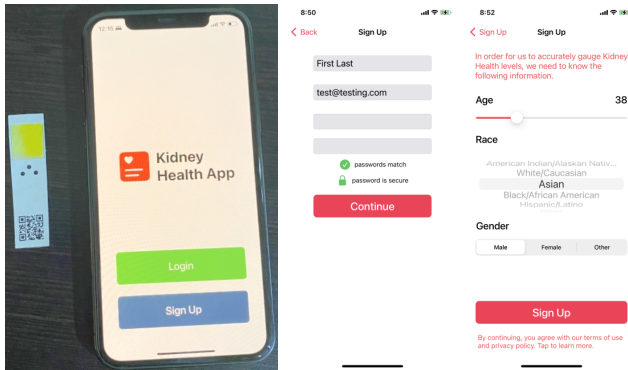 12:15
Kidney
Health App
Login
Sign Up
8:50
Back
Sign Up
First Last
test@testing.com
passwords match
password is secure
Continue
8:52
Sign Up
Sign Up
In order for us to accurately gauge Kidney
Health levels, we need to know the
following information.
Age
38
Race
American Indian/Alaskan Nativ...
White/Caucasian
Asian
Black/African American
Hispanic/Latino
Gender
Male
Female
Other
Sign Up
By continuing, you agree with our terms of use
and privacy policy. Tap to learn more.